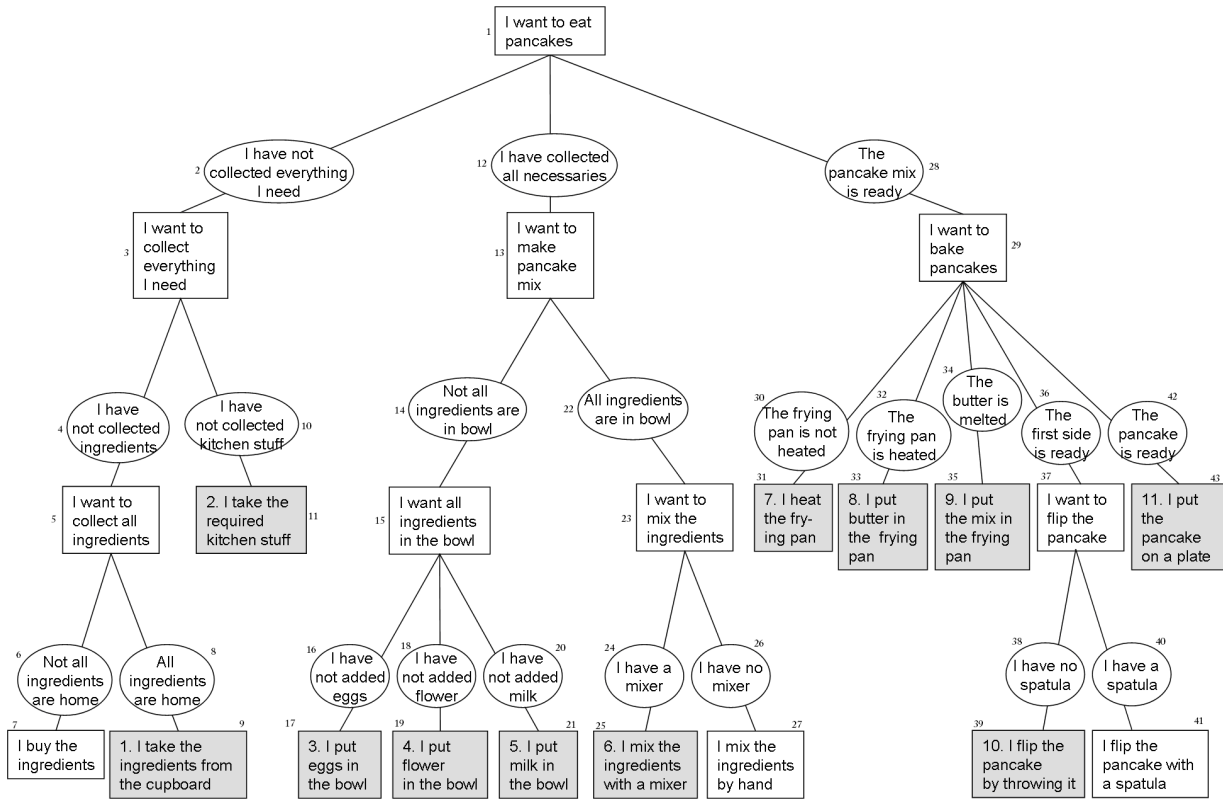 1
I want to eat
pancakes
2
I have not
collected everything
I need
12
I have collected
all necessaries
The
pancake mix
is ready
28
3
I want to
collect
everything
I need
13
I want to
make
pancake
mix
I want to
bake
pancakes
29
4
I have
not collected
ingredients
I have
not collected
kitchen stuff
10
14
Not all
ingredients are
in bowl
22
All ingredients
are in bowl
30
The frying
pan is not
heated
32
The
frying pan
is heated
34
The
butter is
melted
36
The
first side
is ready
42
The
pancake
is ready
5
I want to
collect all
ingredients
2. I take the
required
kitchen stuff
11
15
I want all
ingredients
in the bowl
23
I want to
mix the
ingredients
31
7. I heat
the fry-
ing pan
33
8. I put
butter in
the frying
pan
35
9. I put
the mix in
the frying
pan
37
I want to
flip the
pancake
43
11. I put
the
pancake
on a plate
6
Not all
ingredients
are home
8
All
ingredients
are home
16
I have
not added
eggs
18
I have
not added
flower
20
I have
not added
milk
24
I have a
mixer
26
I have no
mixer
38
I have no
spatula
40
I have a
spatula
7
I buy the
ingredients
9
1. I take the
ingredients from
the cupboard
17
3. I put
eggs in
the bowl
19
4. I put
flower
in the bowl
21
5. I put
milk in
the bowl
25
6. I mix the
ingredients
with a mixer
27
I mix the
ingredients
by hand
39
10. I flip the
pancake
by throwing it
41
I flip the
pancake with
a spatula